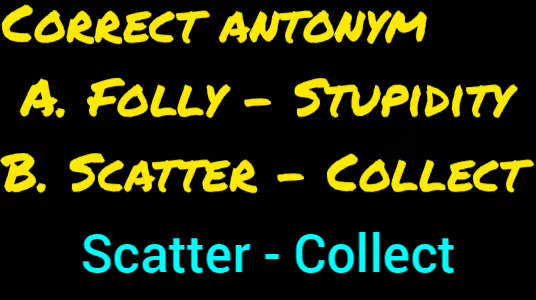 Correct antonym
A. Folly - Stupidity
B. Scatter - Collect
Scatter - Collect